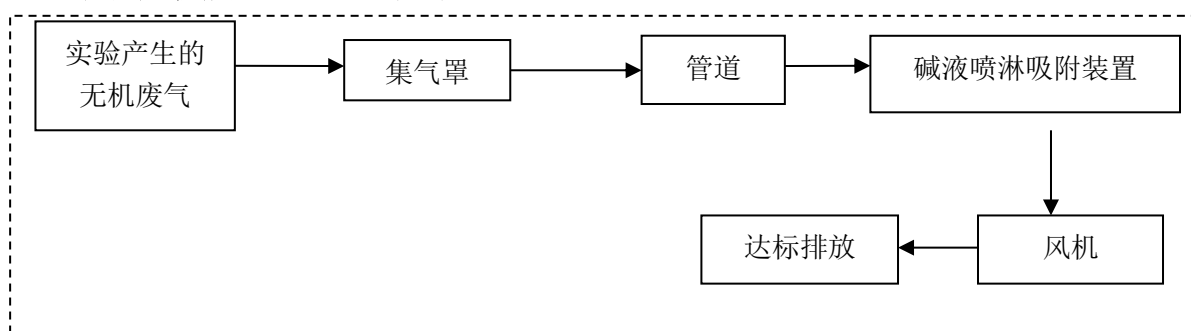 实验产生的
无机废气
集气罩
管道
碱液喷淋吸附装置
达标排放
风机